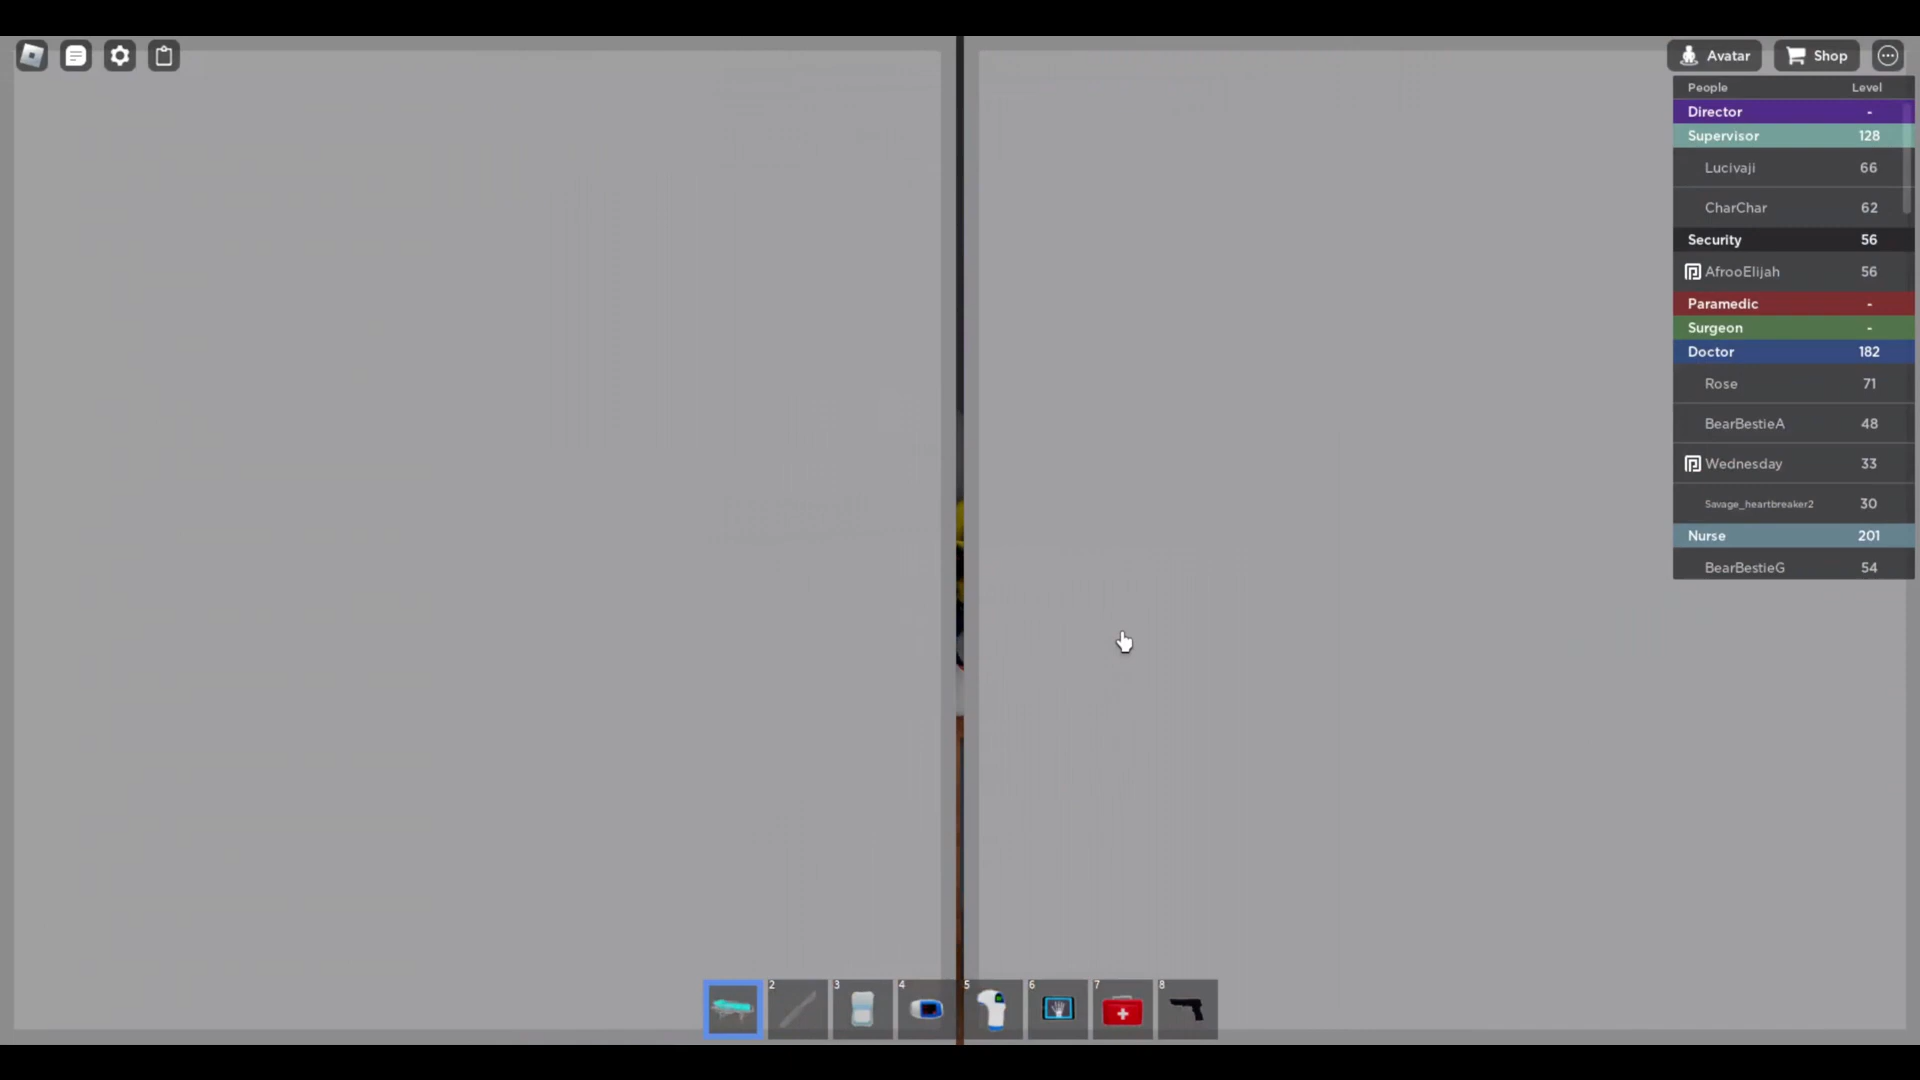 Avatar
Shop
People Level
Director -
Supervisor 128
Lucivaji 66
CharChar 62
Security 56
AfrooElijah 56
Paramedic -
Surgeon -
Doctor 182
Rose 71
BearBestieA 48
Wednesday 33
Savage_heartbreaker2 30
Nurse 201
BearBestieG 54
2 3 4 5 6 7 8